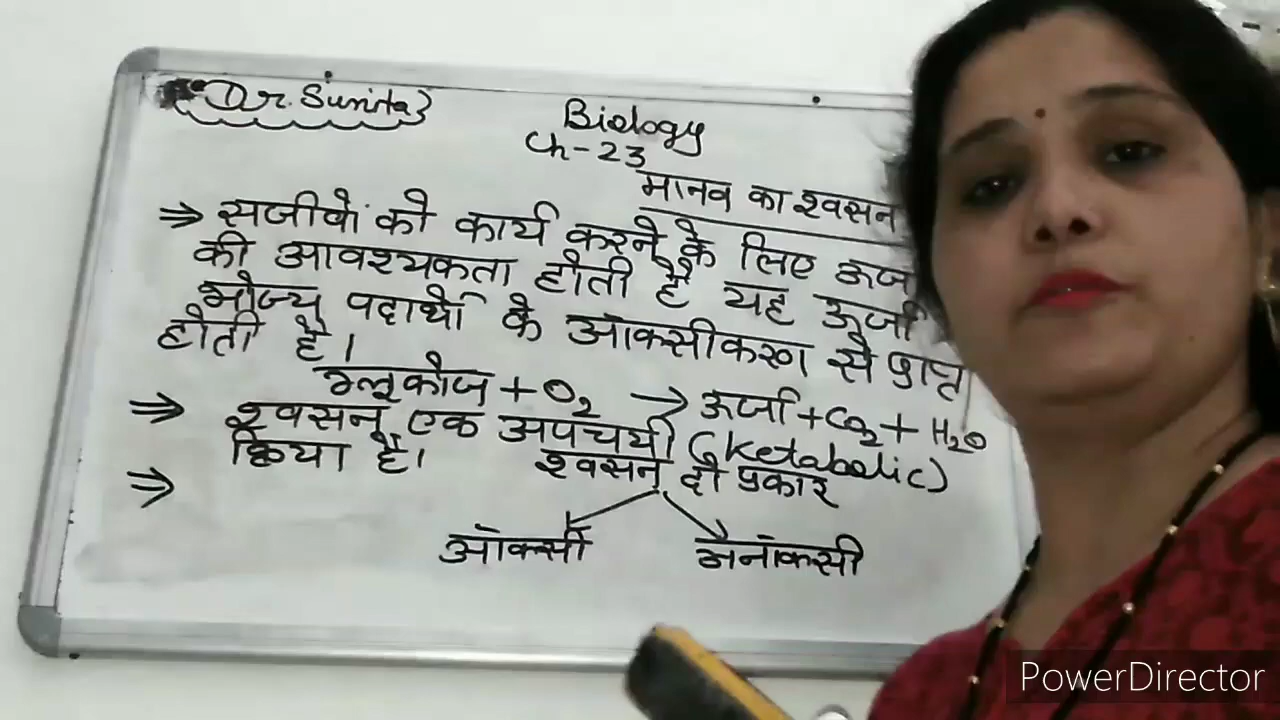 Dr. Sunita
Biology
Ch-23
मानव का श्वसन
⇒ सजीवों को कार्य करने के लिए ऊर्जा
की आवश्यकता होती है यह ऊर्जा
भोज्य पदार्थों के ऑक्सीकरण से प्राप्त
होती है।
ग्लूकोज + O₂ → ऊर्जा + CO₂ + H₂O
⇒ श्वसन एक अपचयी (Ketabolic)
क्रिया है।
⇒ श्वसन दो प्रकार
ऑक्सी अनॉक्सी
PowerDirector